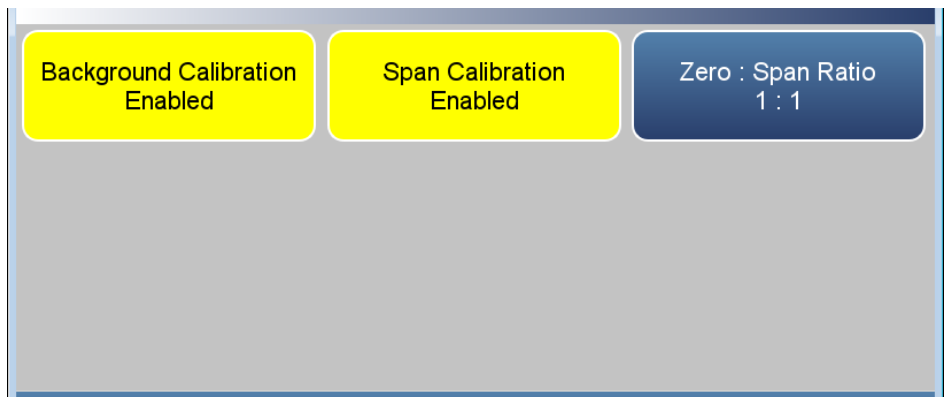 Background Calibration
Enabled
Span Calibration
Enabled
Zero : Span Ratio
1 : 1